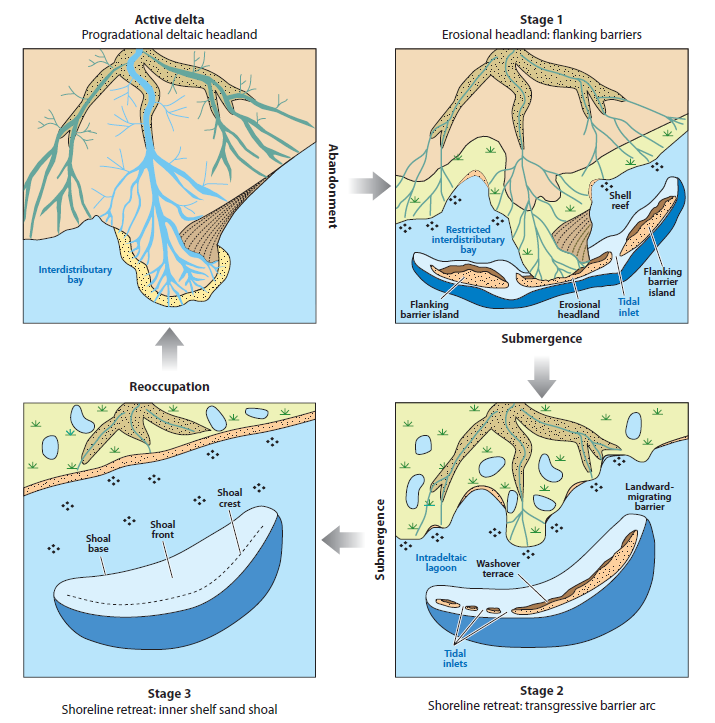 Active delta
Progradational deltaic headland
Interdistributary
bay
Abandonment
Stage 1
Erosional headland: flanking barriers
Shell
reef
Restricted
interdistributary
bay
Flanking
barrier
island
Flanking
barrier island
Erosional
headland
Tidal
inlet
Submergence
Landward-
migrating
barrier
Intradeltaic
lagoon
Washover
terrace
Tidal
inlets
Stage 2
Shoreline retreat: transgressive barrier arc
Submergence
Shoal
crest
Shoal
front
Shoal
base
Stage 3
Shoreline retreat: inner shelf sand shoal
Reoccupation